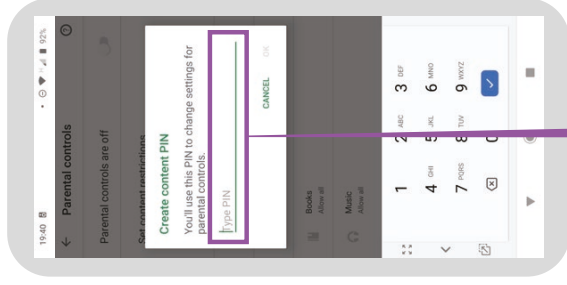 19:40
92%
Parental controls
Parental controls are off
Set content restrictions
Create content PIN
You'll use this PIN to change settings for
parental controls.
Type PIN
CANCEL
OK
Books
Allow all
Music
Allow all
1
2 ABC
3 DEF
4 GHI
5 JKL
6 MNO
7 PQRS
8 TUV
9 WXYZ
0